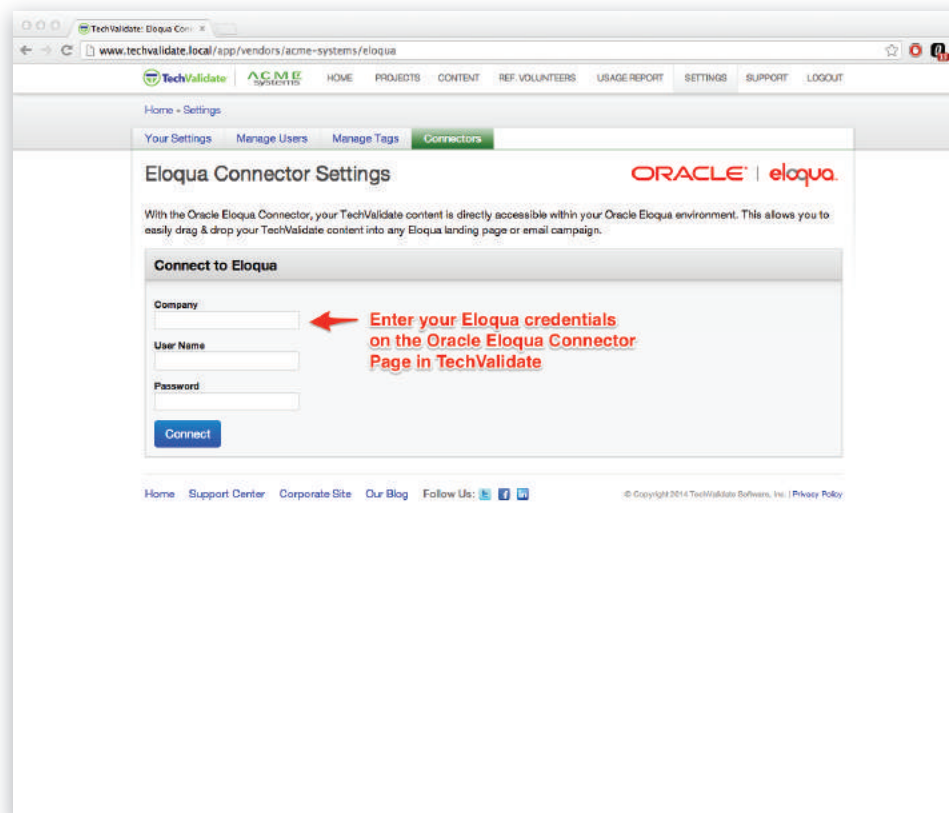 TechValidate: Eloqua Con
www.techvalidate.local/app/vendors/acme-systems/eloqua
TechValidate ACME systems HOME PROJECTS CONTENT REF. VOLUNTEERS USAGE REPORT SETTINGS SUPPORT LOGOUT
Home » Settings
Your Settings Manage Users Manage Tags Connectors
Eloqua Connector Settings ORACLE | eloqua.
With the Oracle Eloqua Connector, your TechValidate content is directly accessible within your Oracle Eloqua environment. This allows you to
easily drag & drop your TechValidate content into any Eloqua landing page or email campaign.
Connect to Eloqua
Company
Enter your Eloqua credentials
on the Oracle Eloqua Connector
Page in TechValidate
User Name
Password
Connect
Home Support Center Corporate Site Our Blog Follow Us: © Copyright 2014 TechValidate Software, Inc. | Privacy Policy